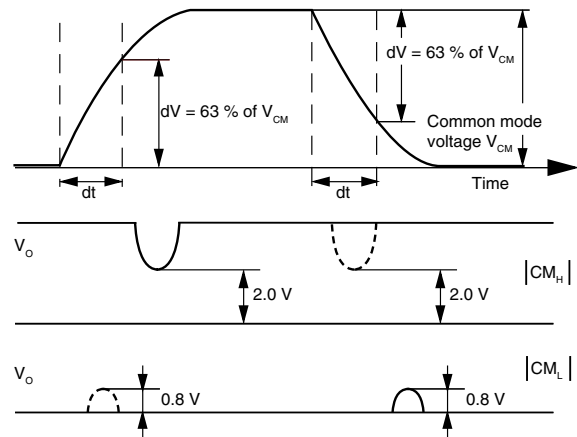 dV = 63 % of V_CM
dV = 63 % of V_CM
Common mode
voltage V_CM
dt
dt
Time
V_O
|CM_H|
2.0 V
2.0 V
V_O
|CM_L|
0.8 V
0.8 V